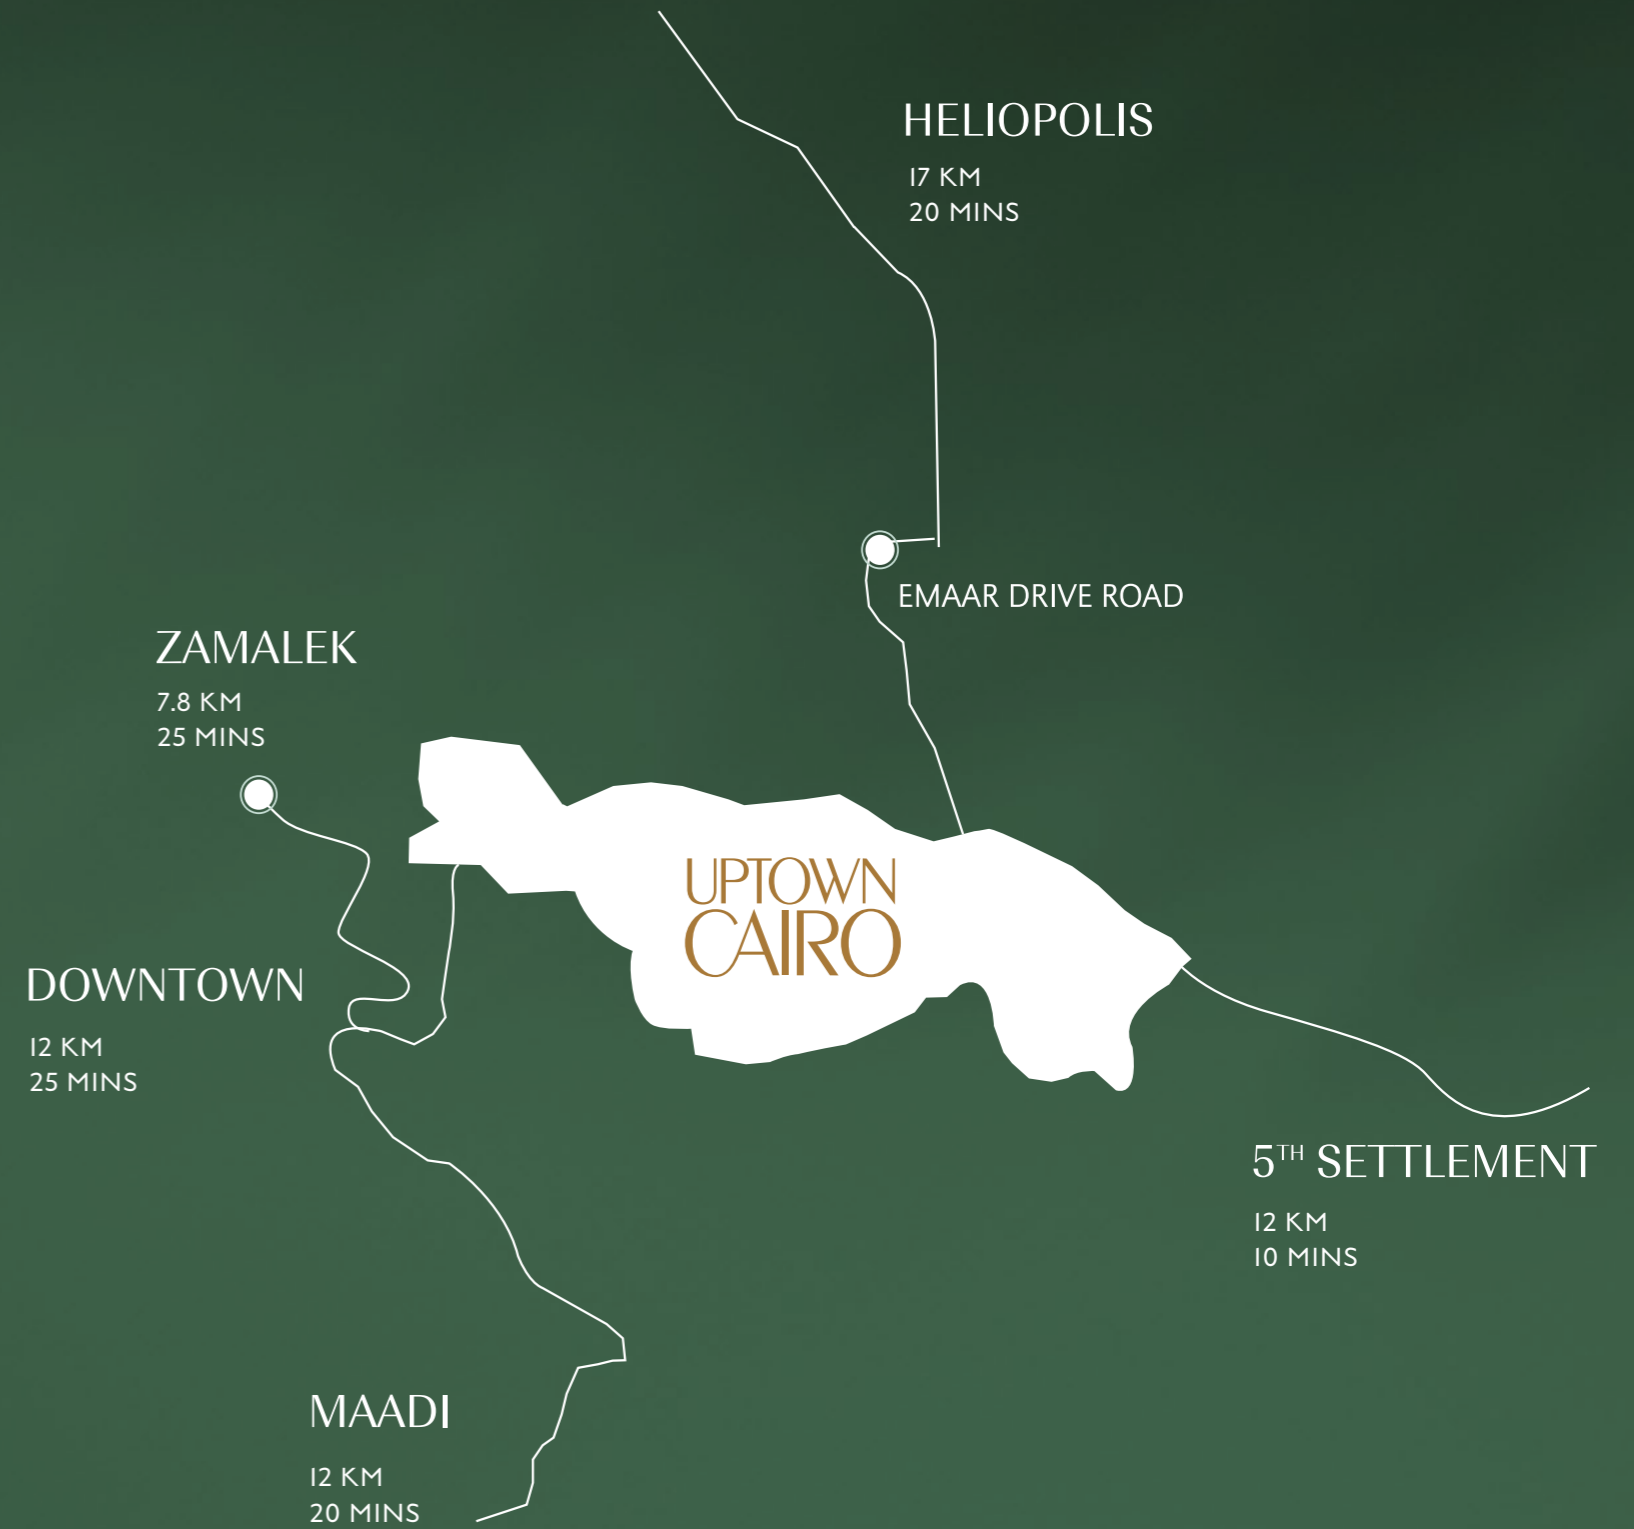 HELIOPOLIS
17 KM
20 MINS
EMAAR DRIVE ROAD
ZAMALEK
7.8 KM
25 MINS
UPTOWN
CAIRO
DOWNTOWN
12 KM
25 MINS
5TH SETTLEMENT
12 KM
10 MINS
MAADI
12 KM
20 MINS